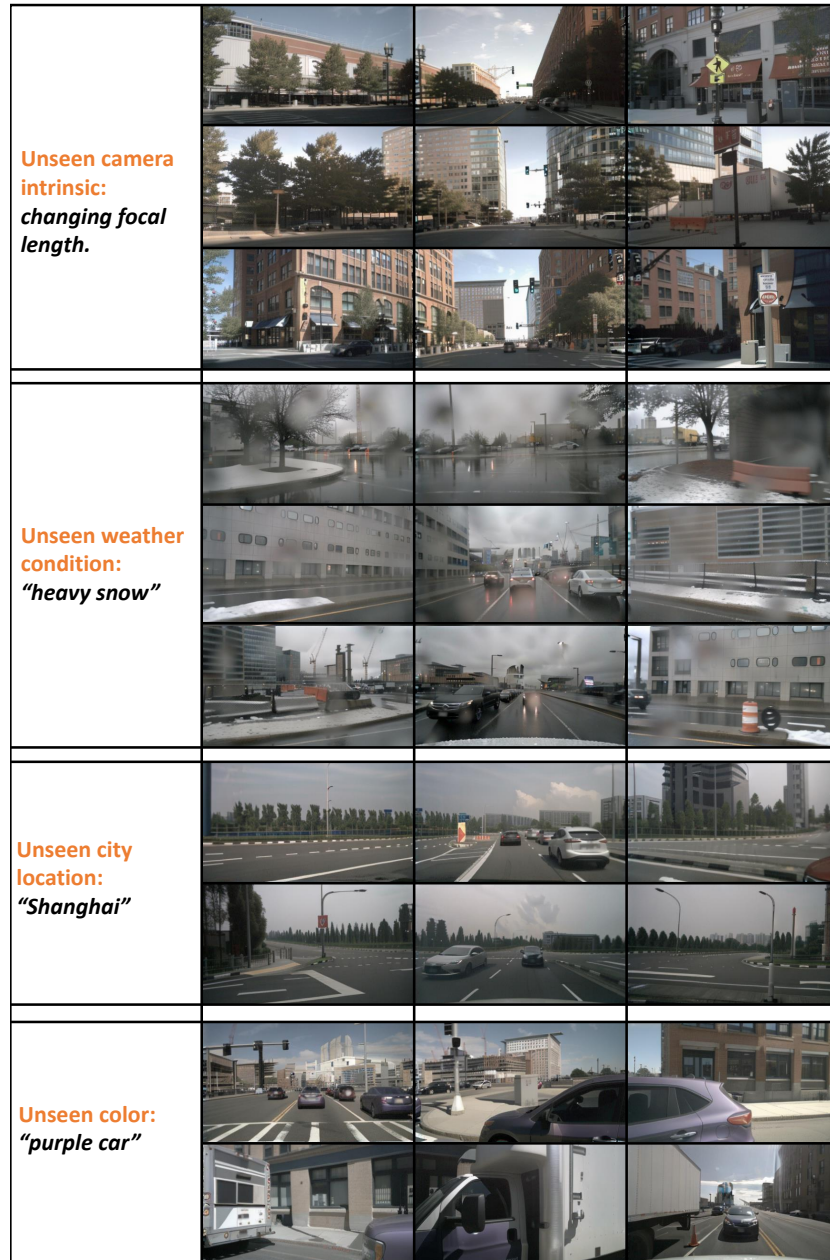 Unseen camera
intrinsic:
changing focal
length.
Unseen weather
condition:
“heavy snow”
Unseen city
location:
“Shanghai”
Unseen color:
“purple car”